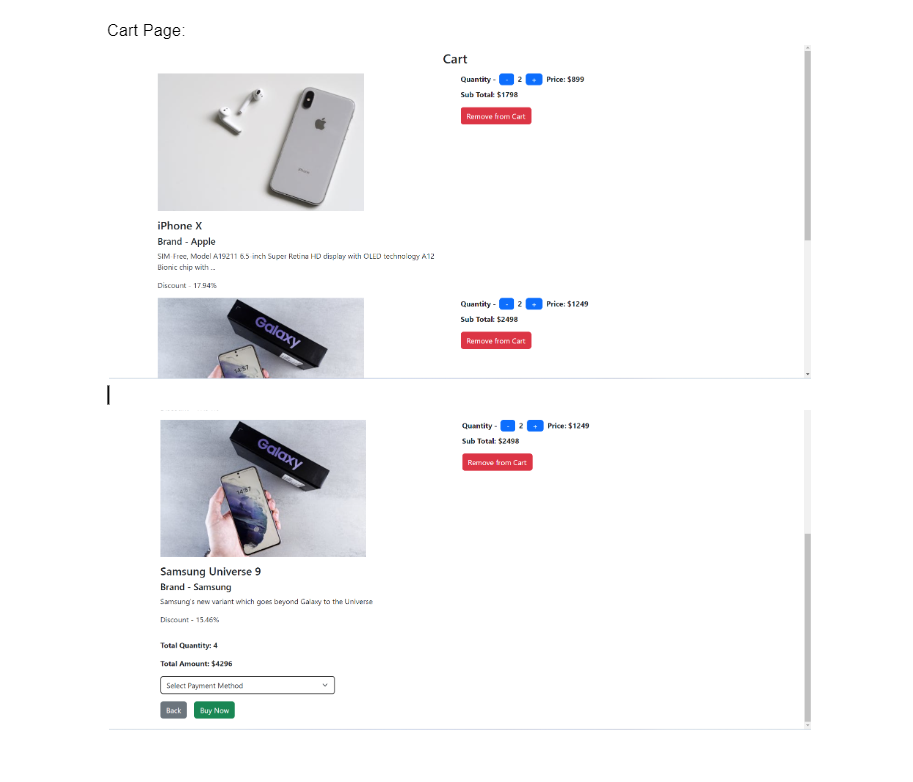 Cart Page:
Cart
Quantity - - 2 + Price: $899
Sub Total: $1798
Remove from Cart
iPhone X
Brand - Apple
SIM-Free, Model A19211 6.5-inch Super Retina HD display with OLED technology A12
Bionic chip with ...
Discount - 17.94%
Galaxy
14:57
Quantity - - 2 + Price: $1249
Sub Total: $2498
Remove from Cart
Galaxy
14:57
Quantity - - 2 + Price: $1249
Sub Total: $2498
Remove from Cart
Samsung Universe 9
Brand - Samsung
Samsung's new variant which goes beyond Galaxy to the Universe
Discount - 15.46%
Total Quantity: 4
Total Amount: $4296
Select Payment Method
Back Buy Now